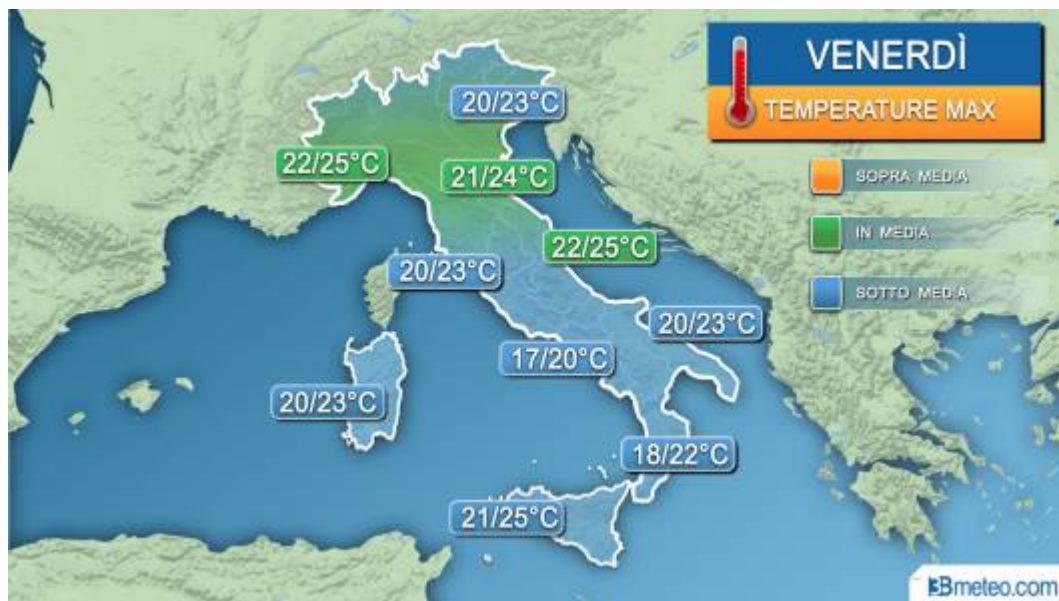 VENERDÌ
TEMPERATURE MAX
SOPRA MEDIA
IN MEDIA
SOTTO MEDIA
20/23°C
22/25°C
21/24°C
22/25°C
20/23°C
20/23°C
17/20°C
20/23°C
18/22°C
21/25°C
3Bmeteo.com